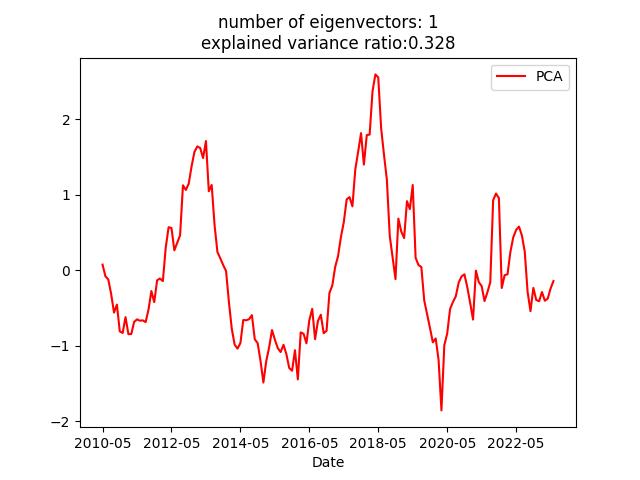 number of eigenvectors: 1
explained variance ratio:0.328
PCA
2
1
0
−1
−2
2010-05 2012-05 2014-05 2016-05 2018-05 2020-05 2022-05
Date